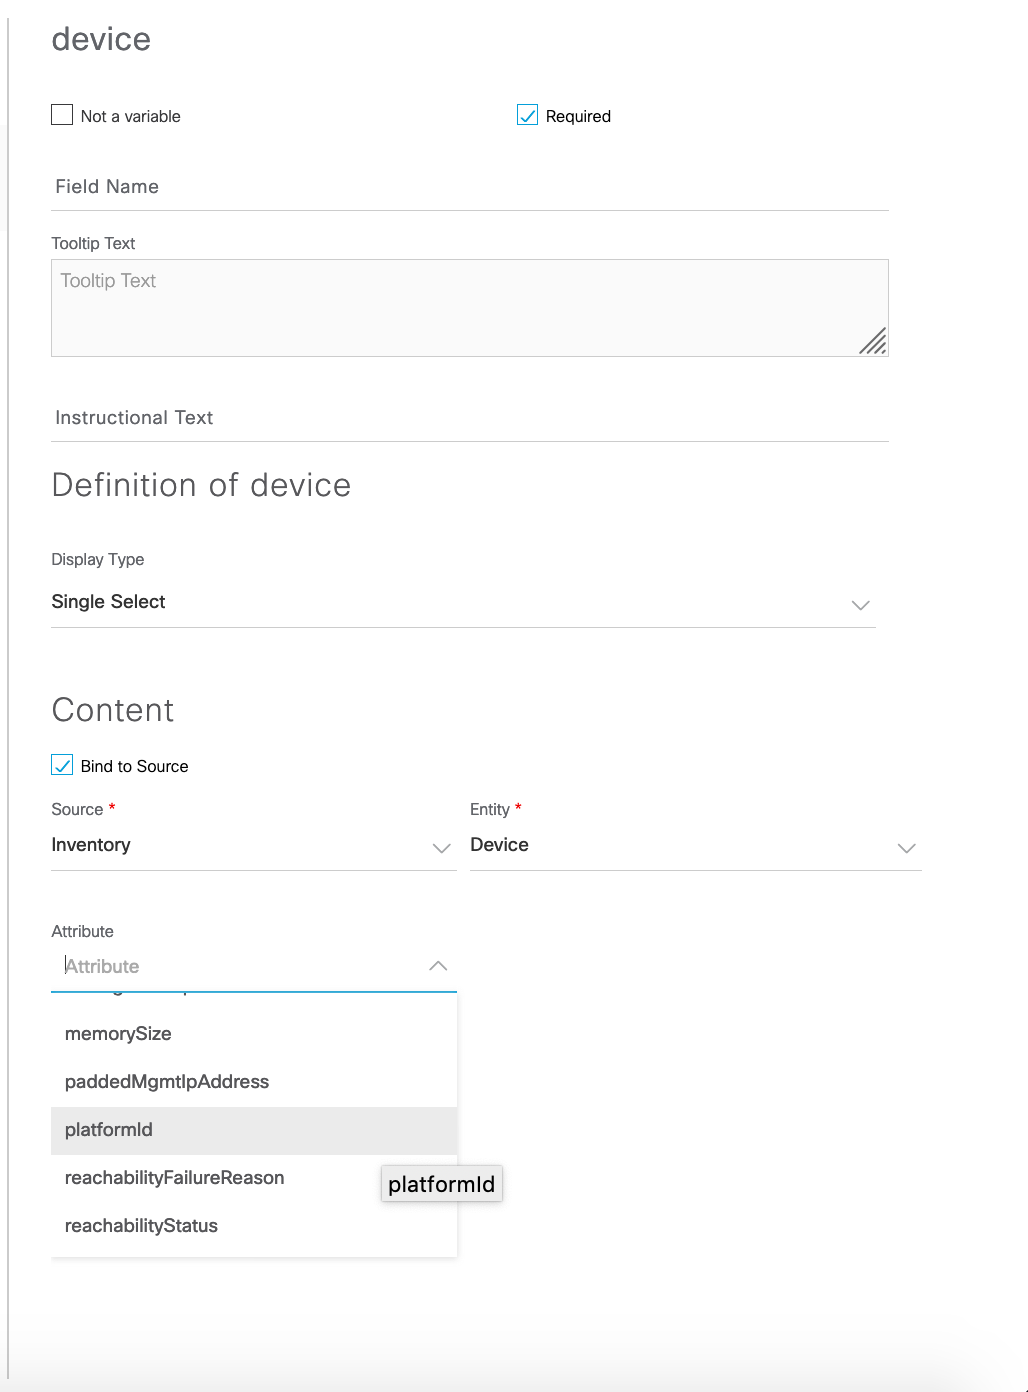 device
Not a variable
Required
Field Name
Tooltip Text
Tooltip Text
Instructional Text
Definition of device
Display Type
Single Select
Content
Bind to Source
Source *
Entity *
Inventory
Device
Attribute
Attribute
memorySize
paddedMgmtIpAddress
platformId
reachabilityFailureReason
platformId
reachabilityStatus